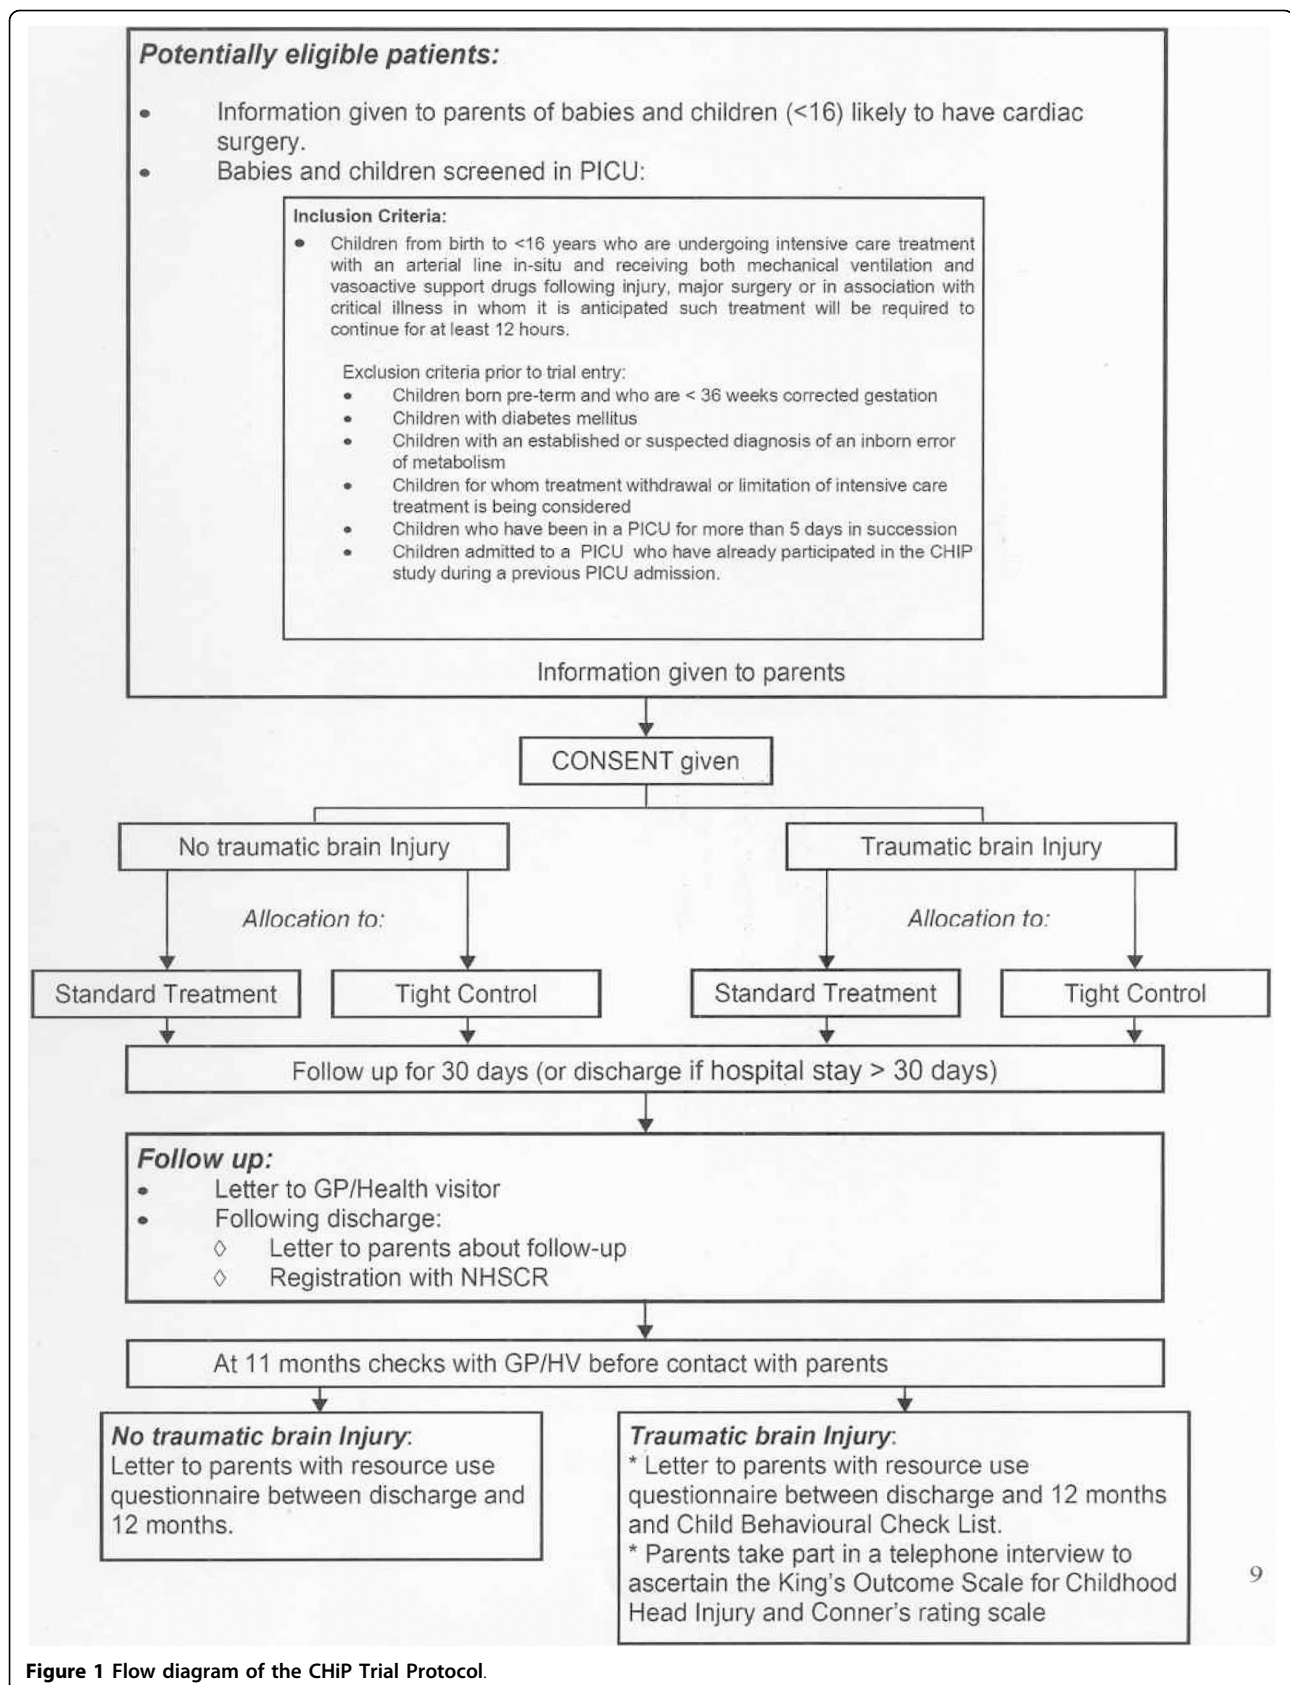 Potentially eligible patients:
• Information given to parents of babies and children (<16) likely to have cardiac
surgery.
• Babies and children screened in PICU:
Inclusion Criteria:
• Children from birth to <16 years who are undergoing intensive care treatment
with an arterial line in-situ and receiving both mechanical ventilation and
vasoactive support drugs following injury, major surgery or in association with
critical illness in whom it is anticipated such treatment will be required to
continue for at least 12 hours.
Exclusion criteria prior to trial entry:
• Children born pre-term and who are < 36 weeks corrected gestation
• Children with diabetes mellitus
• Children with an established or suspected diagnosis of an inborn error
of metabolism
• Children for whom treatment withdrawal or limitation of intensive care
treatment is being considered
• Children who have been in a PICU for more than 5 days in succession
• Children admitted to a PICU who have already participated in the CHIP
study during a previous PICU admission.
Information given to parents
CONSENT given
No traumatic brain Injury
Traumatic brain Injury
Allocation to:
Allocation to:
Standard Treatment
Tight Control
Standard Treatment
Tight Control
Follow up for 30 days (or discharge if hospital stay > 30 days)
Follow up:
• Letter to GP/Health visitor
• Following discharge:
◊ Letter to parents about follow-up
◊ Registration with NHSCR
At 11 months checks with GP/HV before contact with parents
No traumatic brain Injury:
Letter to parents with resource use
questionnaire between discharge and
12 months.
Traumatic brain Injury:
* Letter to parents with resource use
questionnaire between discharge and 12 months
and Child Behavioural Check List.
* Parents take part in a telephone interview to
ascertain the King's Outcome Scale for Childhood
Head Injury and Conner's rating scale
9
Figure 1 Flow diagram of the CHiP Trial Protocol.